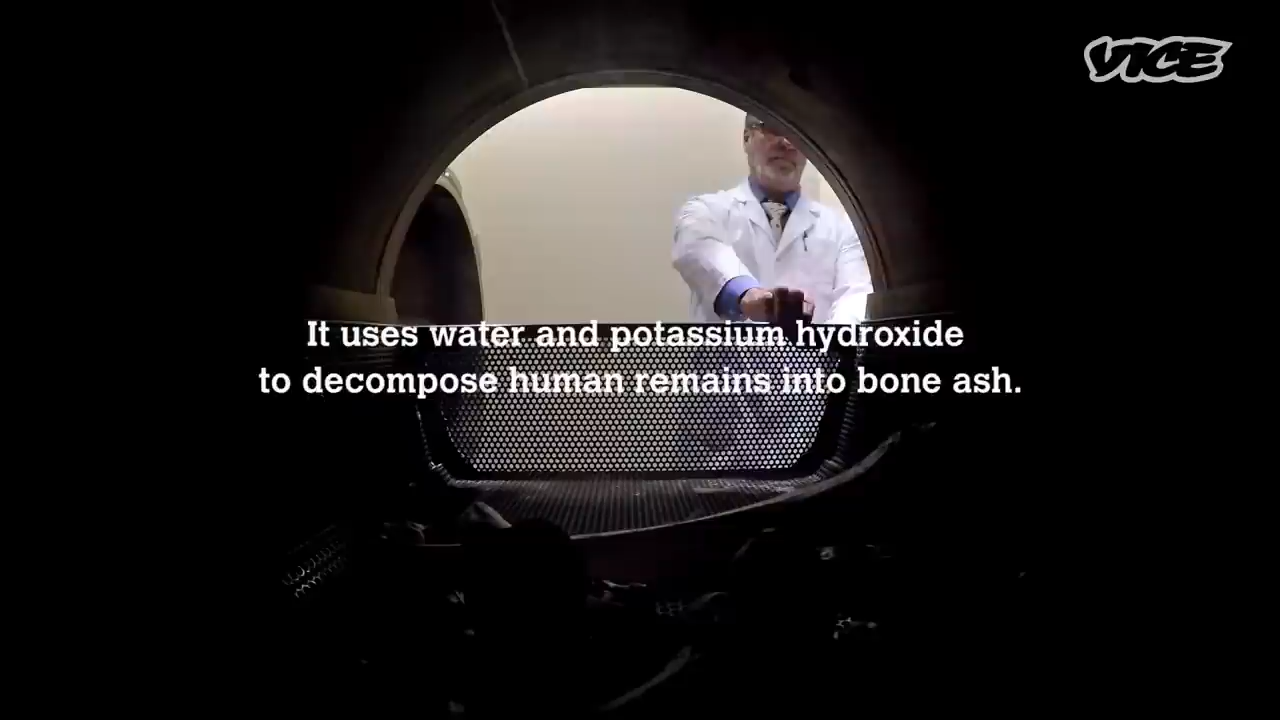 VICE
It uses water and potassium hydroxide
to decompose human remains into bone ash.